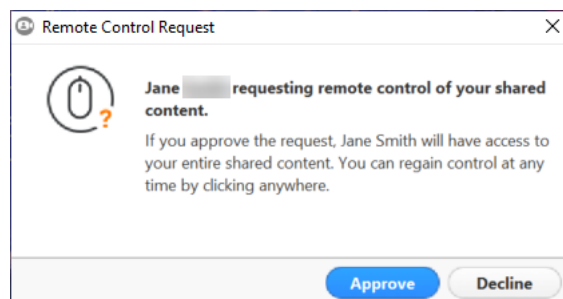 Remote Control Request
Jane requesting remote control of your shared
content.
If you approve the request, Jane Smith will have access to
your entire shared content. You can regain control at any
time by clicking anywhere.
Approve
Decline